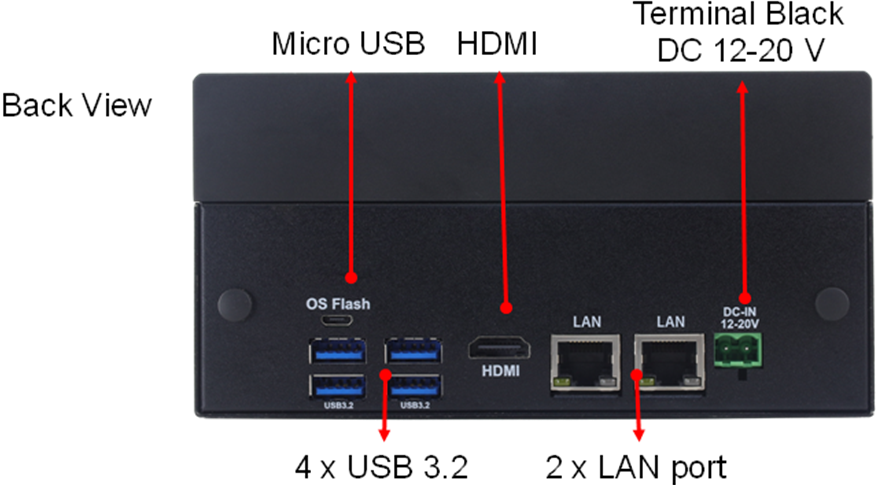 Terminal Black
Micro USB HDMI
DC 12-20 V
Back View
OS Flash
DC-IN
LAN LAN
12-20V
HDMI
USB3.2 USB3.2
4 x USB 3.2 2 x LAN port